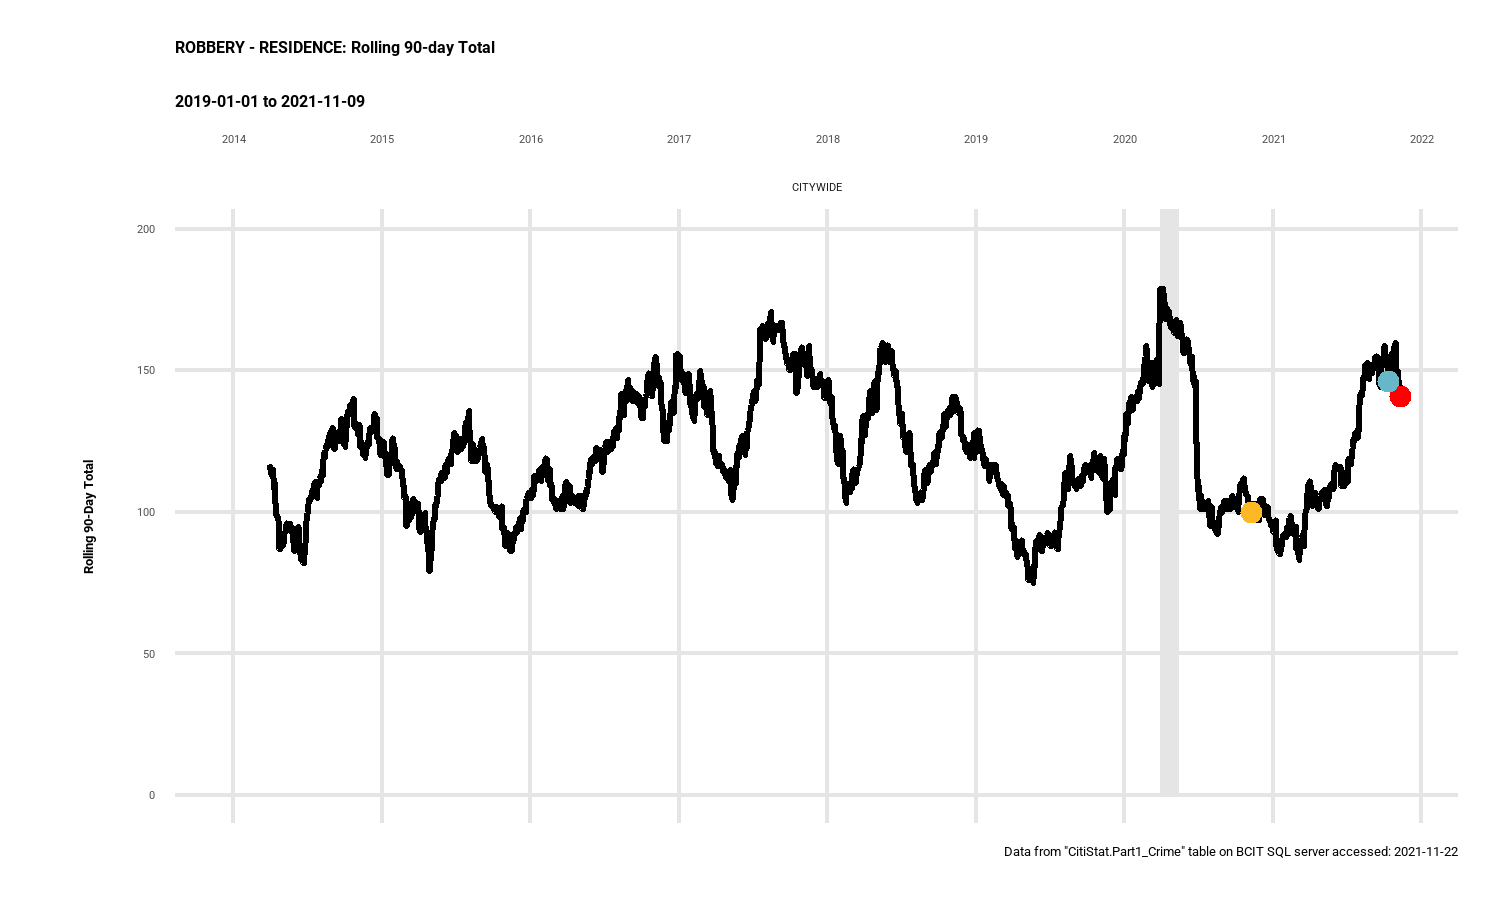 ROBBERY - RESIDENCE: Rolling 90-day Total
2019-01-01 to 2021-11-09
2014 2015 2016 2017 2018 2019 2020 2021 2022
CITYWIDE
200
150
100
50
0
Rolling 90-Day Total
Data from "CitiStat.Part1_Crime" table on BCIT SQL server accessed: 2021-11-22